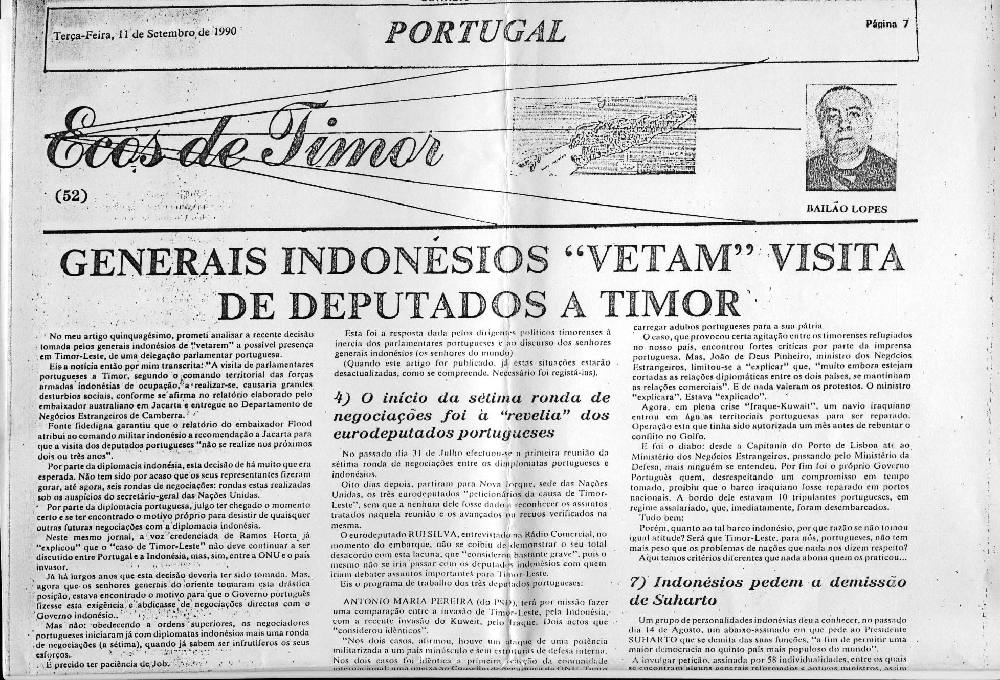 Terça-Feira, 11 de Setembro de 1990
PORTUGAL
Página 7
Ecos de Timor
(52)
BAILÃO LOPES
GENERAIS INDONÉSIOS “VETAM” VISITA
DE DEPUTADOS A TIMOR
No meu artigo quinquagésimo, prometi analisar a recente decisão
tomada pelos generais indonésios de “vetarem” a possível presença
em Timor-Leste, de uma delegação parlamentar portuguesa.
Eis a notícia então por mim transcrita: “A visita de parlamentares
portugueses a Timor, segundo o comando territorial das forças
armadas indonésias de ocupação, a realizar-se, causaria grandes
desturbios sociais, conforme se afirma no relatório elaborado pelo
embaixador australiano em Jacarta e entregue ao Departamento de
Negócios Estrangeiros de Camberra.
Fonte fidedigna garantiu que o relatório do embaixador Flood
atribui ao comando militar indonésio a recomendação a Jacarta para
que a visita dos deputados portugueses “não se realize nos próximos
dois ou três anos”.
Por parte da diplomacia indonésia, esta decisão de há muito que era
esperada. Não tem sido por acaso que os seus representantes fizeram
gorar, até agora, seis rondas de negociações: rondas estas realizadas
sob os auspícios do secretário-geral das Nações Unidas.
Por parte da diplomacia portuguesa, julgo ter chegado o momento
certo e se ter encontrado o motivo próprio para desistir de quaisquer
outras futuras negociações com a diplomacia indonésia.
Neste mesmo jornal, a voz credenciada de Ramos Horta já
“explicou” que o “caso de Timor-Leste” não deve continuar a ser
discutido entre Portugal e a Indonésia, mas, sim, entre a ONU e o país
invasor.
Já há largos anos que esta decisão deveria ter sido tomada. Mas,
agora que os senhores generais do oriente tomaram esta drástica
posição, estava encontrado o motivo para que o Governo português
fizesse esta exigência e abdicasse de negociações directas com o
Governo indonésio.
Mas não: obedecendo a ordens superiores, os negociadores
portugueses iniciaram já com diplomatas indonésios mais uma ronda
de negociações (a sétima), quando já sabem ser infrutíferos os seus
esforços.
É precido ter paciência de Job.
Esta foi a resposta dada pelos dirigentes políticos timorenses à
inercia dos parlamentares portugueses e ao discurso dos senhores
generais indonésios (os senhores do mundo).
(Quando este artigo for publicado, já estas situações estarão
desactualizadas, como se compreende. Necessário foi registá-las).
4) O início da sétima ronda de
negociações foi à “revelia” dos
eurodeputados portugueses
No passado dia 31 de Julho efectuou-se a primeira reunião da
sétima ronda de negociações entre os dimplomatas portugueses e
indonésios.
Oito dias depois, partiram para Nova Iorque, sede das Nações
Unidas, os três eurodeputados “peticionários da causa de Timor-
Leste”, sem que a nenhum dele fosse dado a reconhecer os assuntos
tratados naquela reunião e os avançados ou recuos verificados na
mesma.
O eurodeputado RUI SILVA, entrevistado na Rádio Comercial, no
momento do embarque, não se coibiu de demonstrar o seu total
desacordo com esta lacuna, que “considerou bastante grave”, pois o
mesmo não se iria passar com os deputados indonésios com quem
iriam debater assuntos importantes para Timor-Leste.
Eis o programa de trabalho dos três deputados portugueses:
ANTONIO MARIA PEREIRA (do PSD), terá por missão fazer
uma comparação entre a invasão de Timor-Leste, pela Indonésia,
com a recente invasão do Kuweit, pelo Iraque. Dois actos que
“considerou idênticos”.
“Nos dois casos, afirmou, houve um ataque de uma potência
militarizada a um país minúsculo e sem estruturas de defesa interna.
Nos dois casos foi idêntica a primeira reacção da comunidade
internacional: uma queixa ao Conselho de Segurança da ONU. Tanto
carregar adubos portugueses para a sua pátria.
O caso, que provocou certa agitação entre os timorenses refugiados
no nosso país, encontrou fortes críticas por parte da imprensa
portuguesa. Mas, João de Deus Pinheiro, ministro dos Negócios
Estrangeiros, limitou-se a “explicar” que, “muito embora estejam
cortadas as relações diplomáticas entre os dois países, se mantinham
as relações comerciais”. E de nada valeram os protestos. O ministro
“explicara”. Estava “explicado”.
Agora, em plena crise “Iraque-Kuwait”, um navio iraquiano
entrou em águas territoriais portuguesas para ser reparado.
Operação esta que tinha sido autorizada um mês antes de rebentar o
conflito no Golfo.
E foi o diabo: desde a Capitania do Porto de Lisboa até ao
Ministério dos Negócios Estrangeiros, passando pelo Ministério da
Defesa, mais ninguém se entendeu. Por fim foi o próprio Governo
Português quem, desrespeitando um compromisso em tempo
tomado, proibiu que o barco iraquiano fosse reparado em portos
nacionais. A bordo dele estavam 10 tripulantes portugueses, em
regime assalariado, que, imediatamente, foram desembarcados.
Tudo bem:
Porém, quanto ao tal barco indonésio, por que razão se não tomou
igual atitude? Será que Timor-Leste, para nós, portugueses, não tem
mais peso que os problemas de nações que nada nos dizem respeito?
Aqui temos critérios diferentes que nada abona quem os praticou...
7) Indonésios pedem a demissão
de Suharto
Um grupo de personalidades indonésias deu a conhecer, no passado
dia 14 de Agosto, um abaixo-assinado em que pede ao Presidente
SUHARTO que se demita das suas funções, “a fim de permitir uma
maior democracia no quinto país mais populoso do mundo”.
A invulgar petição, assinada por 58 individualidades, entre os quais
se encontram alguns generais reformados e antigos ministros, assim